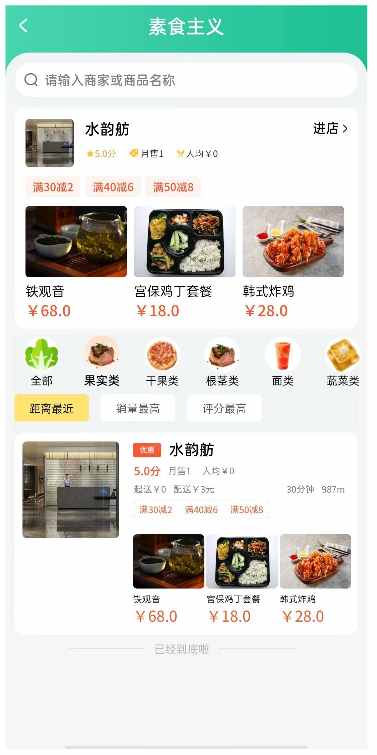 素食主义
请输入商家或商品名称
水韵舫
进店
5.0分 月售1 人均￥0
满30减2 满40减6 满50减8
铁观音 宫保鸡丁套餐 韩式炸鸡
￥68.0 ￥18.0 ￥28.0
全部 果实类 干果类 根茎类 面类 蔬菜类
距离最近 销量最高 评分最高
优惠 水韵舫
5.0分 月售1 人均￥0
起送￥0 配送￥3元 30分钟 987m
满30减2 满40减6 满50减8
铁观音 宫保鸡丁套餐 韩式炸鸡
￥68.0 ￥18.0 ￥28.0
已经到底啦